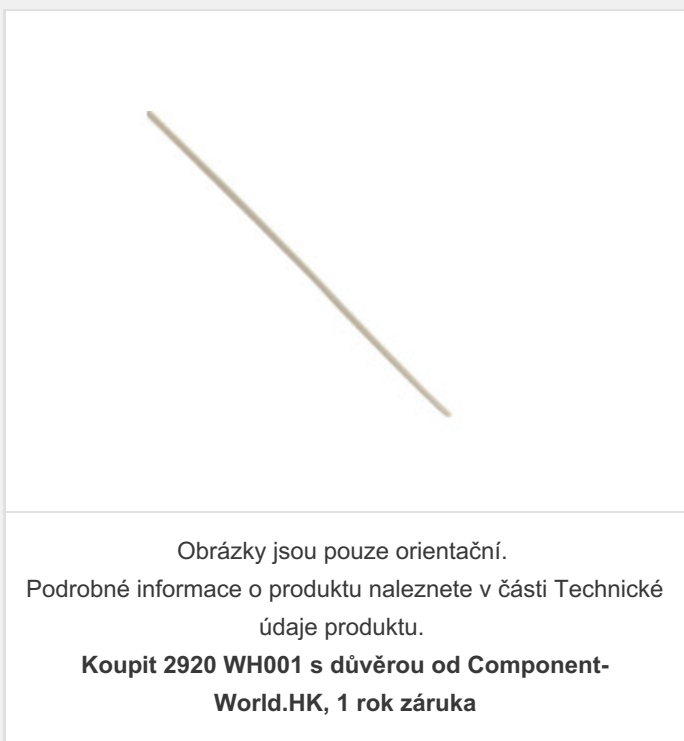 Obrázky jsou pouze orientační.
Podrobné informace o produktu naleznete v části Technické
údaje produktu.
Koupit 2920 WH001 s důvěrou od Component-
World.HK, 1 rok záruka